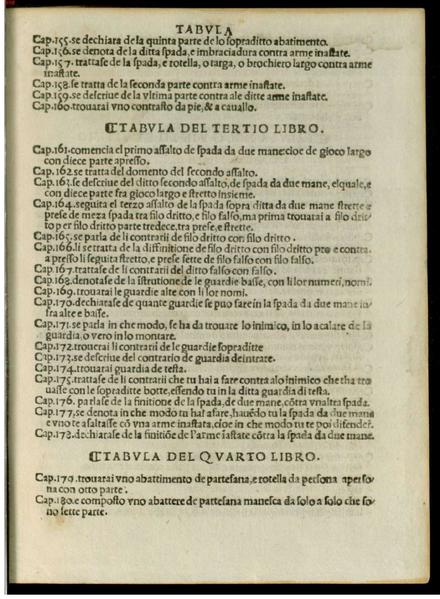 TABVLA
Cap.155.se dechiara de la quinta parte de lo sopraditto abatimento.
Cap.156.se denota de la ditta spada, e imbraciadura contra arme inastate.
Cap.157. trattase de la spada, e rotella, o targa, o brochiero largo contra arme
inastate.
Cap.158.se tratta de la seconda parte contra arme inastate.
Cap.159.se descriue de la vltima parte contra ale ditte arme inastate.
Cap.160.trouarai vno contrasto da pie, & a cauallo.
TABVLA DEL TERTIO LIBRO.
Cap.161.comencia el primo assalto de spada da due mane:cioe de gioco largo
con diece parte apresso.
Cap.162.se tratta del domento del secondo assalto.
Cap.163.se descriue del ditto secondo assalto, de spada da due mane, elquale, e
con diece parte fra gioco largo e stretto insieme.
Cap.164.seguita el terzo assalto de la spada sopra ditta da due mane strette e
prese de meza spada tra filo dritto, e filo falso, ma prima trouarai a filo drit-
to per filo dritto parte tredece, tra prese, e strette.
Cap.165.se parla de li contrarii de filo dritto con filo dritto.
Cap.166.li se tratta de la diffinitione de filo dritto con filo dritto pro e contra.
a presso li seguita stretto, e prese sette de filo falso con filo falso.
Cap.167.trattase de li contrarii del ditto falso con falso.
Cap.168.denotase de la istrutione de le guardie basse, con li lor numeri, nomi.
Cap.169.trouarai le guardie alte con li lor nomi.
Cap.170.dechiarase de quante guardie se puo fare in la spada da due mane in-
fra alte e basse.
Cap.171.se parla in che modo, se ha da trouare lo inimico, in lo acalare de la
guardia, o vero in lo montare.
Cap.172.trouerai li contrarii de le guardie sopraditte
Cap.173.se descriue del contrario de guardia de intrare.
Cap.174.trouarai guardia de testa.
Cap.175.trattase de li contrarii che tu hai a fare contra alo inimico che tha tro
uasse con le sopraditte botte, essendo tu in la ditta guardia di testa.
Cap.176. parlase de la finitione de la spada, de due mane, cōtra vnaltra spada.
Cap.177.se denota in che modo tu hai afare, hauēdo tu la spada da due mane
e vno te asaltasse cō vna arme inastata, cioe in che modo tu te poi difender.
Cap.178.dechiarase de la finitiōe de l'arme īastate cōtra la spada da due mane.
TABVLA DEL QVARTO LIBRO.
Cap.179.trouarai vno abattimento de partesana, e rotella da persona a perso
na con otto parte.
Cap.180.e composto vno abattere de partesana manesca da solo a solo che so-
no sette parte.